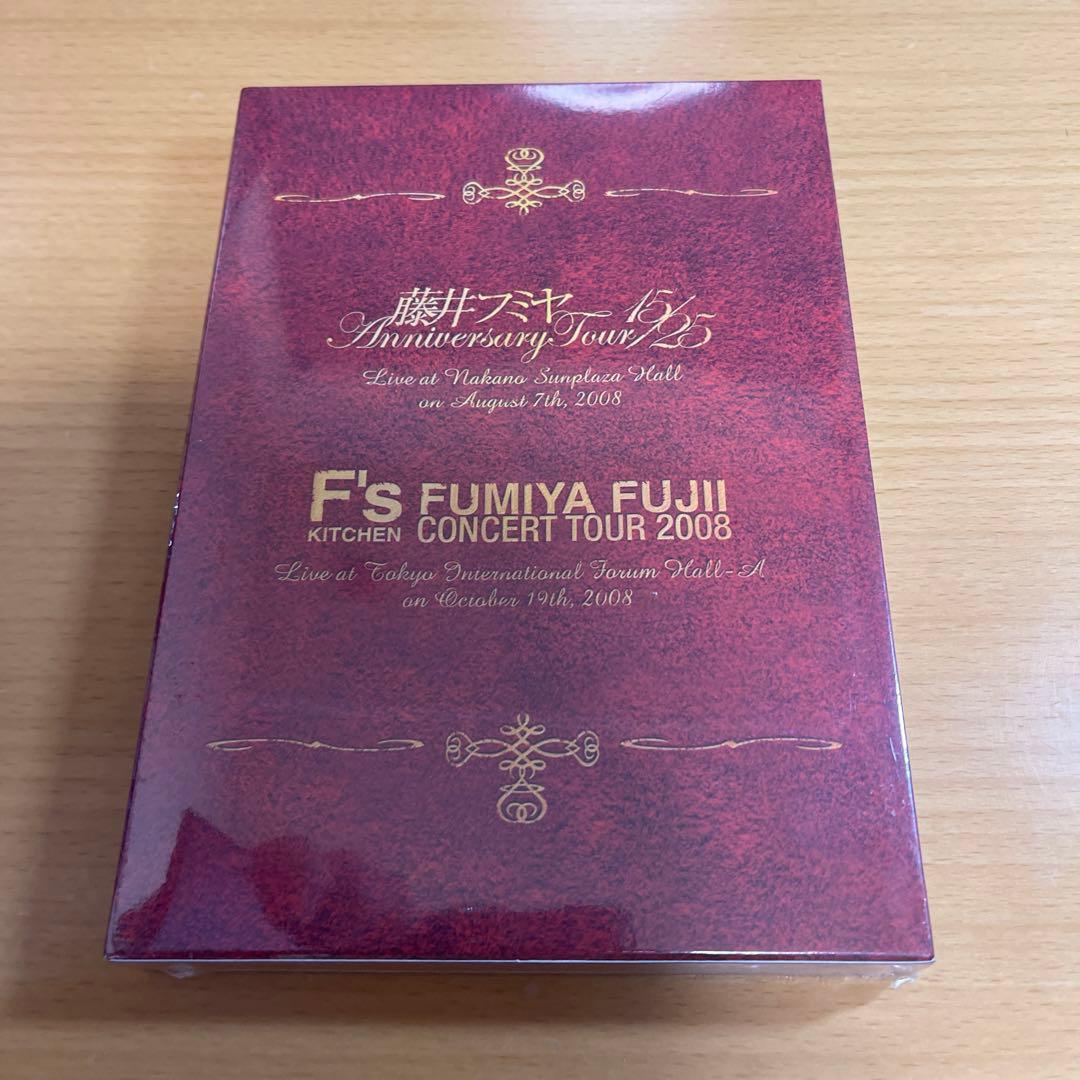 藤井フミヤ
Anniversary Tour 15/25
Live at Nakano Sunplaza Hall
on August 7th, 2008
F's KITCHEN
FUMIYA FUJII
CONCERT TOUR 2008
Live at Tokyo International Forum Hall-A
on October 19th, 2008